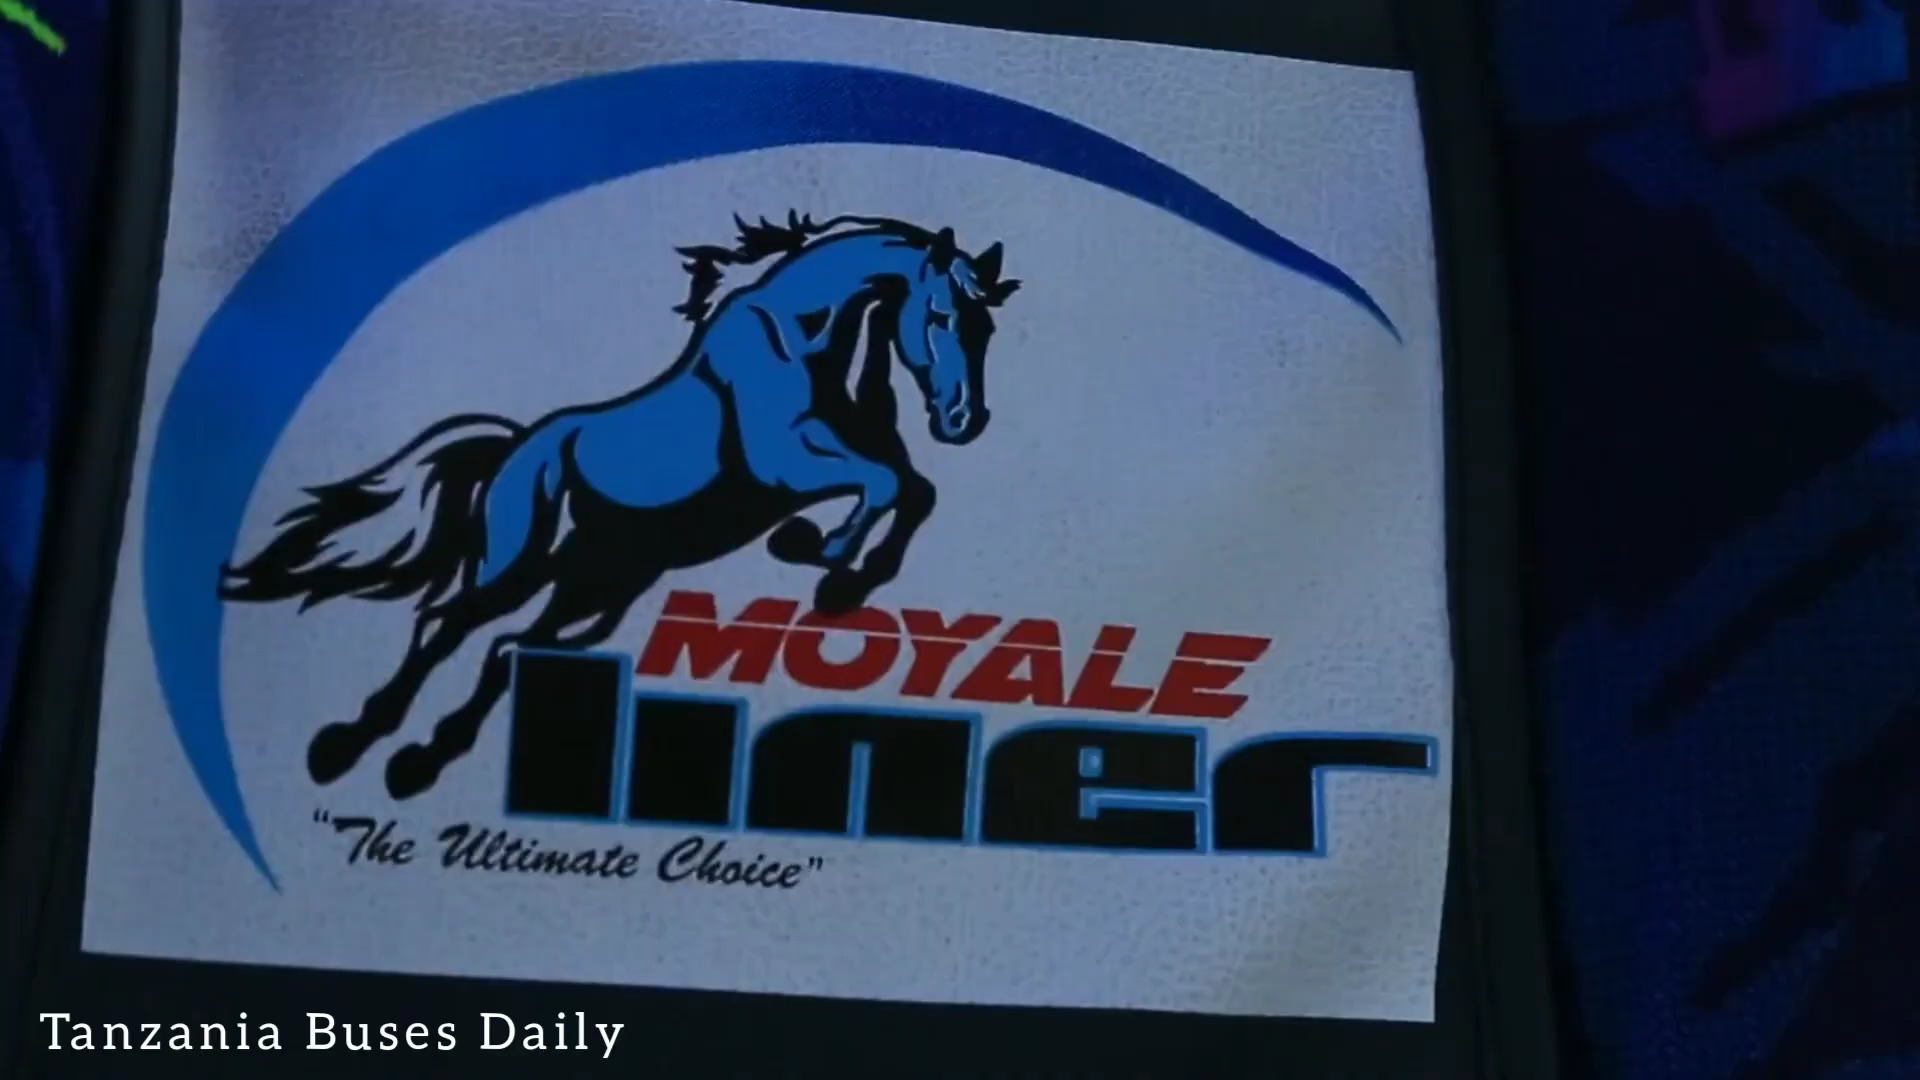 MOYALE
liner
“The Ultimate Choice”
Tanzania Buses Daily